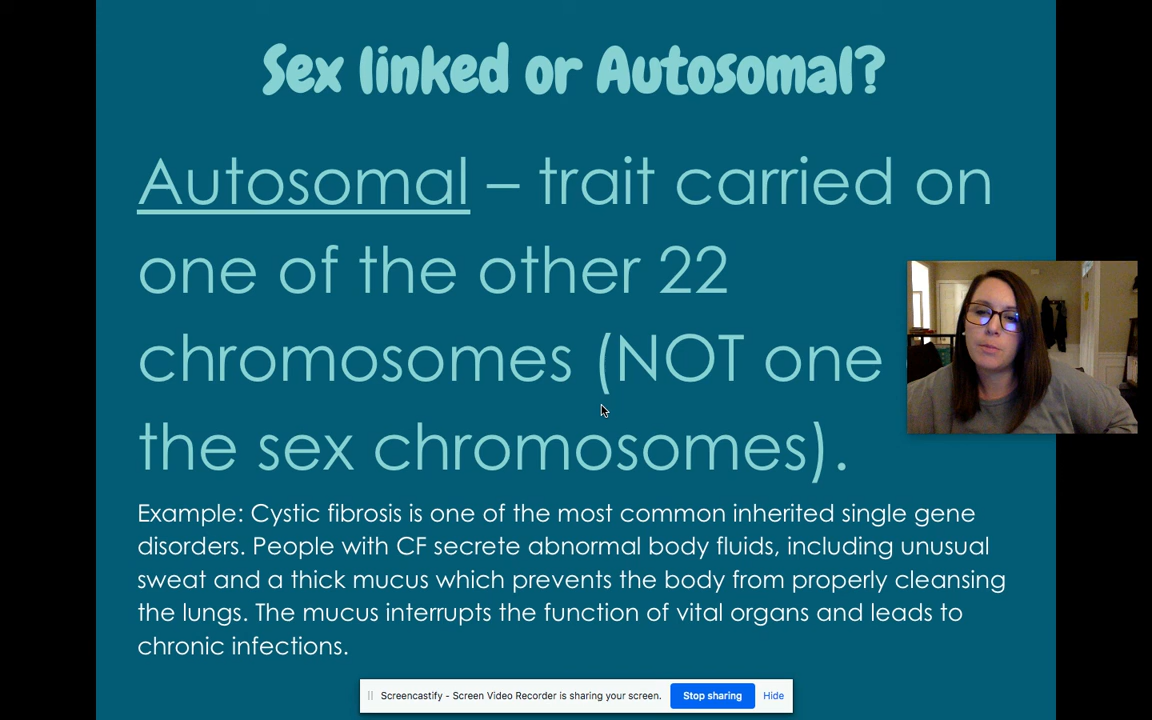 Sex linked or Autosomal?
Autosomal – trait carried on
one of the other 22
chromosomes (NOT one
the sex chromosomes).
Example: Cystic fibrosis is one of the most common inherited single gene
disorders. People with CF secrete abnormal body fluids, including unusual
sweat and a thick mucus which prevents the body from properly cleansing
the lungs. The mucus interrupts the function of vital organs and leads to
chronic infections.
Screencastify - Screen Video Recorder is sharing your screen. Stop sharing Hide